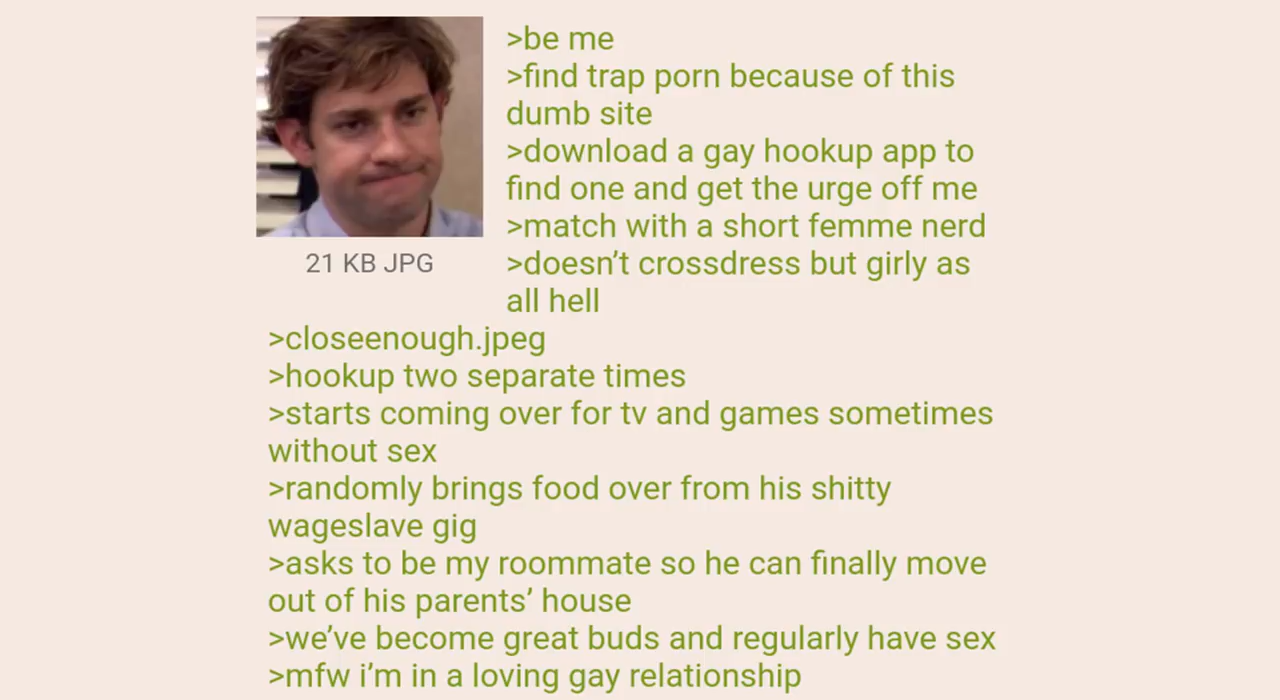 >be me
>find trap porn because of this
dumb site
>download a gay hookup app to
find one and get the urge off me
>match with a short femme nerd
>doesn’t crossdress but girly as
all hell
21 KB JPG
>closeenough.jpeg
>hookup two separate times
>starts coming over for tv and games sometimes
without sex
>randomly brings food over from his shitty
wageslave gig
>asks to be my roommate so he can finally move
out of his parents’ house
>we’ve become great buds and regularly have sex
>mfw i’m in a loving gay relationship